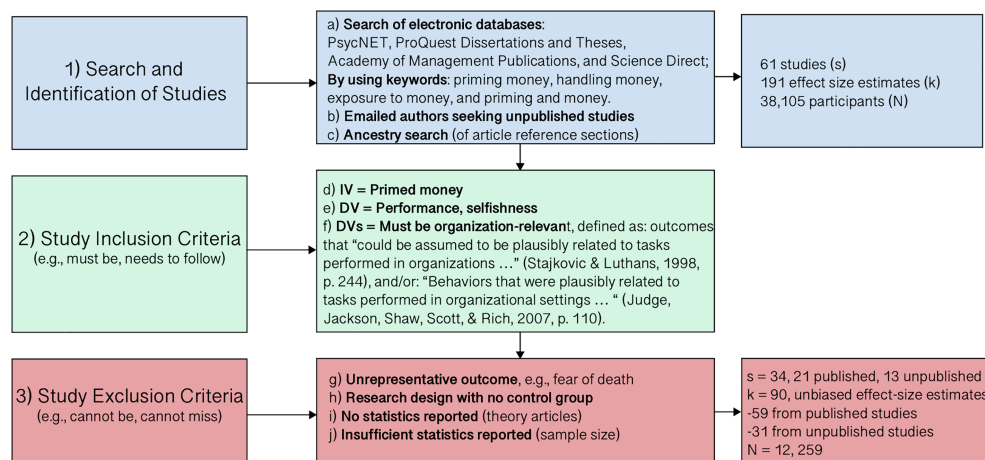 1) Search and
Identification of Studies
a) Search of electronic databases:
PsycNET, ProQuest Dissertations and Theses,
Academy of Management Publications, and Science Direct;
By using keywords: priming money, handling money,
exposure to money, and priming and money.
b) Emailed authors seeking unpublished studies
c) Ancestry search (of article reference sections)
61 studies (s)
191 effect size estimates (k)
38,105 participants (N)
2) Study Inclusion Criteria
(e.g., must be, needs to follow)
d) IV = Primed money
e) DV = Performance, selfishness
f) DVs = Must be organization-relevant, defined as: outcomes
that “could be assumed to be plausibly related to tasks
performed in organizations ...” (Stajkovic & Luthans, 1998,
p. 244), and/or: “Behaviors that were plausibly related to
tasks performed in organizational settings ... “ (Judge,
Jackson, Shaw, Scott, & Rich, 2007, p. 110).
3) Study Exclusion Criteria
(e.g., cannot be, cannot miss)
g) Unrepresentative outcome, e.g., fear of death
h) Research design with no control group
i) No statistics reported (theory articles)
j) Insufficient statistics reported (sample size)
s = 34, 21 published, 13 unpublished
k = 90, unbiased effect-size estimates
-59 from published studies
-31 from unpublished studies
N = 12, 259